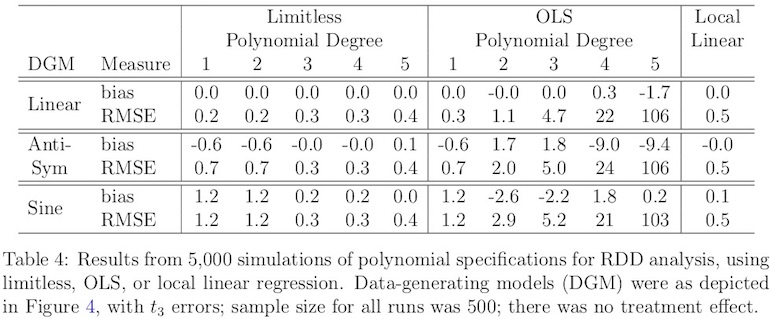 Limitless OLS Local
Polynomial Degree Polynomial Degree Linear
DGM Measure 1 2 3 4 5 1 2 3 4 5
Linear bias 0.0 0.0 0.0 0.0 0.0 0.0 -0.0 0.0 0.3 -1.7 0.0
RMSE 0.2 0.2 0.3 0.3 0.4 0.3 1.1 4.7 22 106 0.5
Anti- bias -0.6 -0.6 -0.0 -0.0 0.1 -0.6 1.7 1.8 -9.0 -9.4 -0.0
Sym RMSE 0.7 0.7 0.3 0.3 0.4 0.7 2.0 5.0 24 106 0.5
Sine bias 1.2 1.2 0.2 0.2 0.0 1.2 -2.6 -2.2 1.8 0.2 0.1
RMSE 1.2 1.2 0.3 0.3 0.4 1.2 2.9 5.2 21 103 0.5
Table 4: Results from 5,000 simulations of polynomial specifications for RDD analysis, using
limitless, OLS, or local linear regression. Data-generating models (DGM) were as depicted
in Figure 4, with t₃ errors; sample size for all runs was 500; there was no treatment effect.